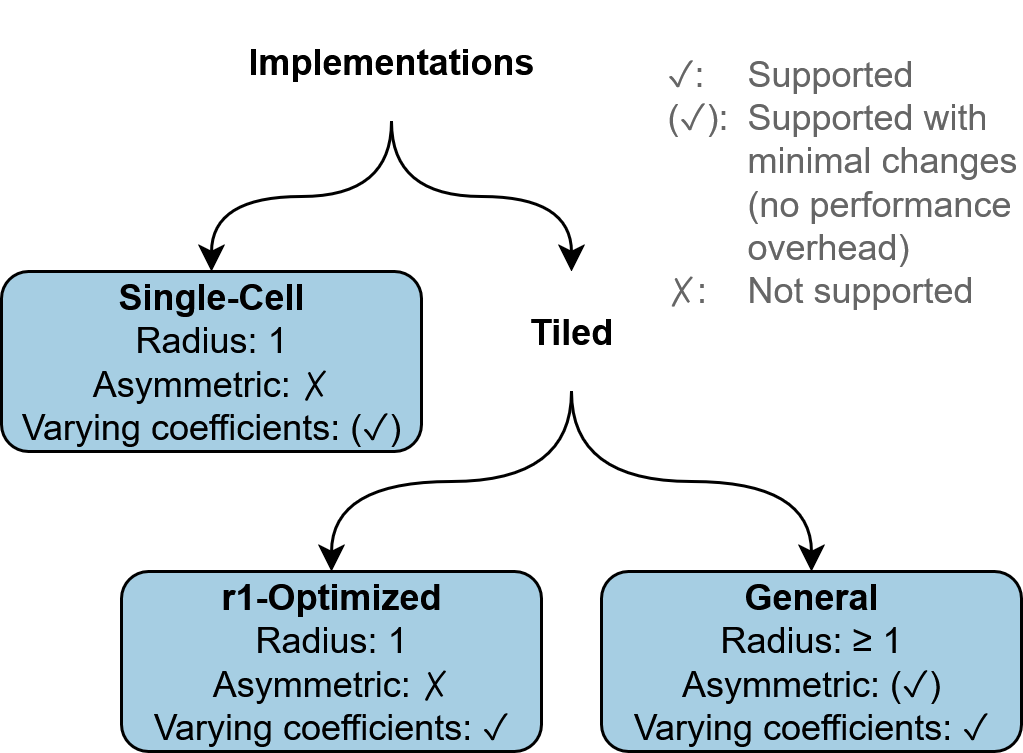 Implementations
✓: Supported
(✓): Supported with
minimal changes
(no performance
overhead)
✗: Not supported
Single-Cell
Radius: 1
Asymmetric: ✗
Varying coefficients: (✓)
Tiled
r1-Optimized
Radius: 1
Asymmetric: ✗
Varying coefficients: ✓
General
Radius: ≥ 1
Asymmetric: (✓)
Varying coefficients: ✓